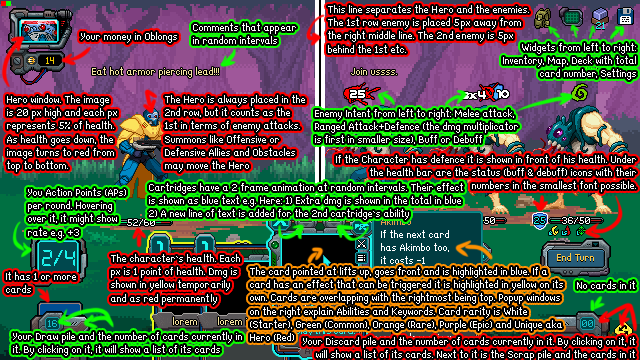 This line separates the Hero and the enemies.
The 1st row enemy is placed 5px away from
the right middle line. The 2nd enemy is 5px
behind the 1st etc.
Your money in Oblongs
14
Comments that appear
in random intervals
Eat hot armor piercing lead!!!
Widgets from left to right:
Inventory, Map, Deck with total
card number, Settings
Join ussss.
25
2x4
10
Hero window. The image
is 20 px high and each px
represents 5% of health.
As health goes down, the
image turns to red from
top to bottom.
The Hero is always placed in the
2nd row, but it counts as the
1st in terms of enemy attacks.
Summons like Offensive or
Defensive Allies and Obstacles
may move the Hero
Enemy Intent from left to right: Melee attack,
Ranged Attack+Defence (the dmg multiplicator
is first in smaller size), Buff or Debuff
If the Character has defence it is shown in front of his health. Under
the health bar are the status (buff & debuff) icons with their
numbers in the smallest font possible.
You Action Points (APs)
per round. Hovering
over it, it might show
rate e.g. +3
2/4
Cartridges have a 2 frame animation at random intervals. Their effect
is shown as blue text e.g. Here:-1) Extra dmg is shown in the total in blue
2) A new line of text is added for the 2nd cartridge's ability
52/60
25
36/50
Akimbo
If the next card
has Akimbo too,
it costs -1
End Turn
It has 1 or more
cards
The character's health. Each
px is 1 point of health. Dmg is
shown in yellow temporarily
and as red permanently
The card pointed at lifts up, goes front and is highlighted in blue. If a
card has an effect that can be triggered it is highlighted in yellow on its
own. Cards are overlapping with the rightmost being top. Popup windows
on the right explain Abilities and Keywords. Card rarity is White
(Starter), Green (Common), Orange (Rare), Purple (Epic) and Unique aka
Hero (Red)
No cards in it
16
lorem
lorem
00
Your Draw pile and the number of cards currently in
it. By clicking on it, it will show a list of its cards
Your Discard pile and the number of cards currently in it. By clicking on it, it
will show a list of its cards. Next to it is the Scrap pile and the cards in it